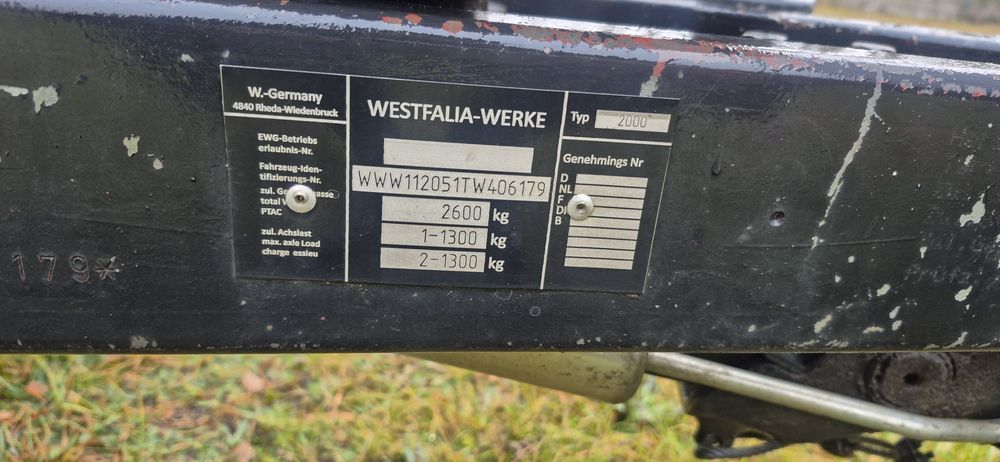 W.-Germany
4840 Rheda-Wiedenbruck
WESTFALIA-WERKE
Typ 2000
EWG-Betriebs
erlaubnis-Nr.
Fahrzeug-Iden-
tifizierungs-Nr.
WWW112051TW406179
zul.
total
PTAC
2600 kg
zul. Achslast
max. axle Load
charge essieu
1-1300 kg
2-1300 kg
Genehmings Nr
D
NL
F
B
179*